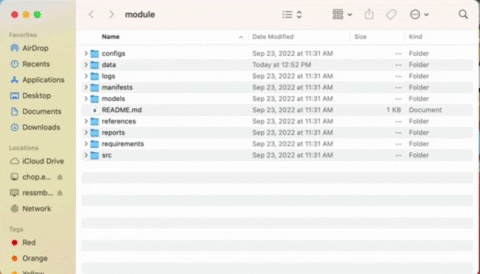 module
Favorites
AirDrop
Recents
Applications
Desktop
Documents
Downloads
Locations
iCloud Drive
chop.e...
ressmb...
Network
Tags
Red
Orange
Yellow
Name Date Modified Size Kind
configs Sep 23, 2022 at 11:31 AM -- Folder
data Today at 12:52 PM -- Folder
logs Sep 23, 2022 at 11:31 AM -- Folder
manifests Sep 23, 2022 at 11:31 AM -- Folder
models Sep 23, 2022 at 11:31 AM -- Folder
README.md Sep 23, 2022 at 11:31 AM 1 KB Document
references Sep 23, 2022 at 11:31 AM -- Folder
reports Sep 23, 2022 at 11:31 AM -- Folder
requirements Sep 23, 2022 at 11:31 AM -- Folder
src Sep 23, 2022 at 11:31 AM -- Folder